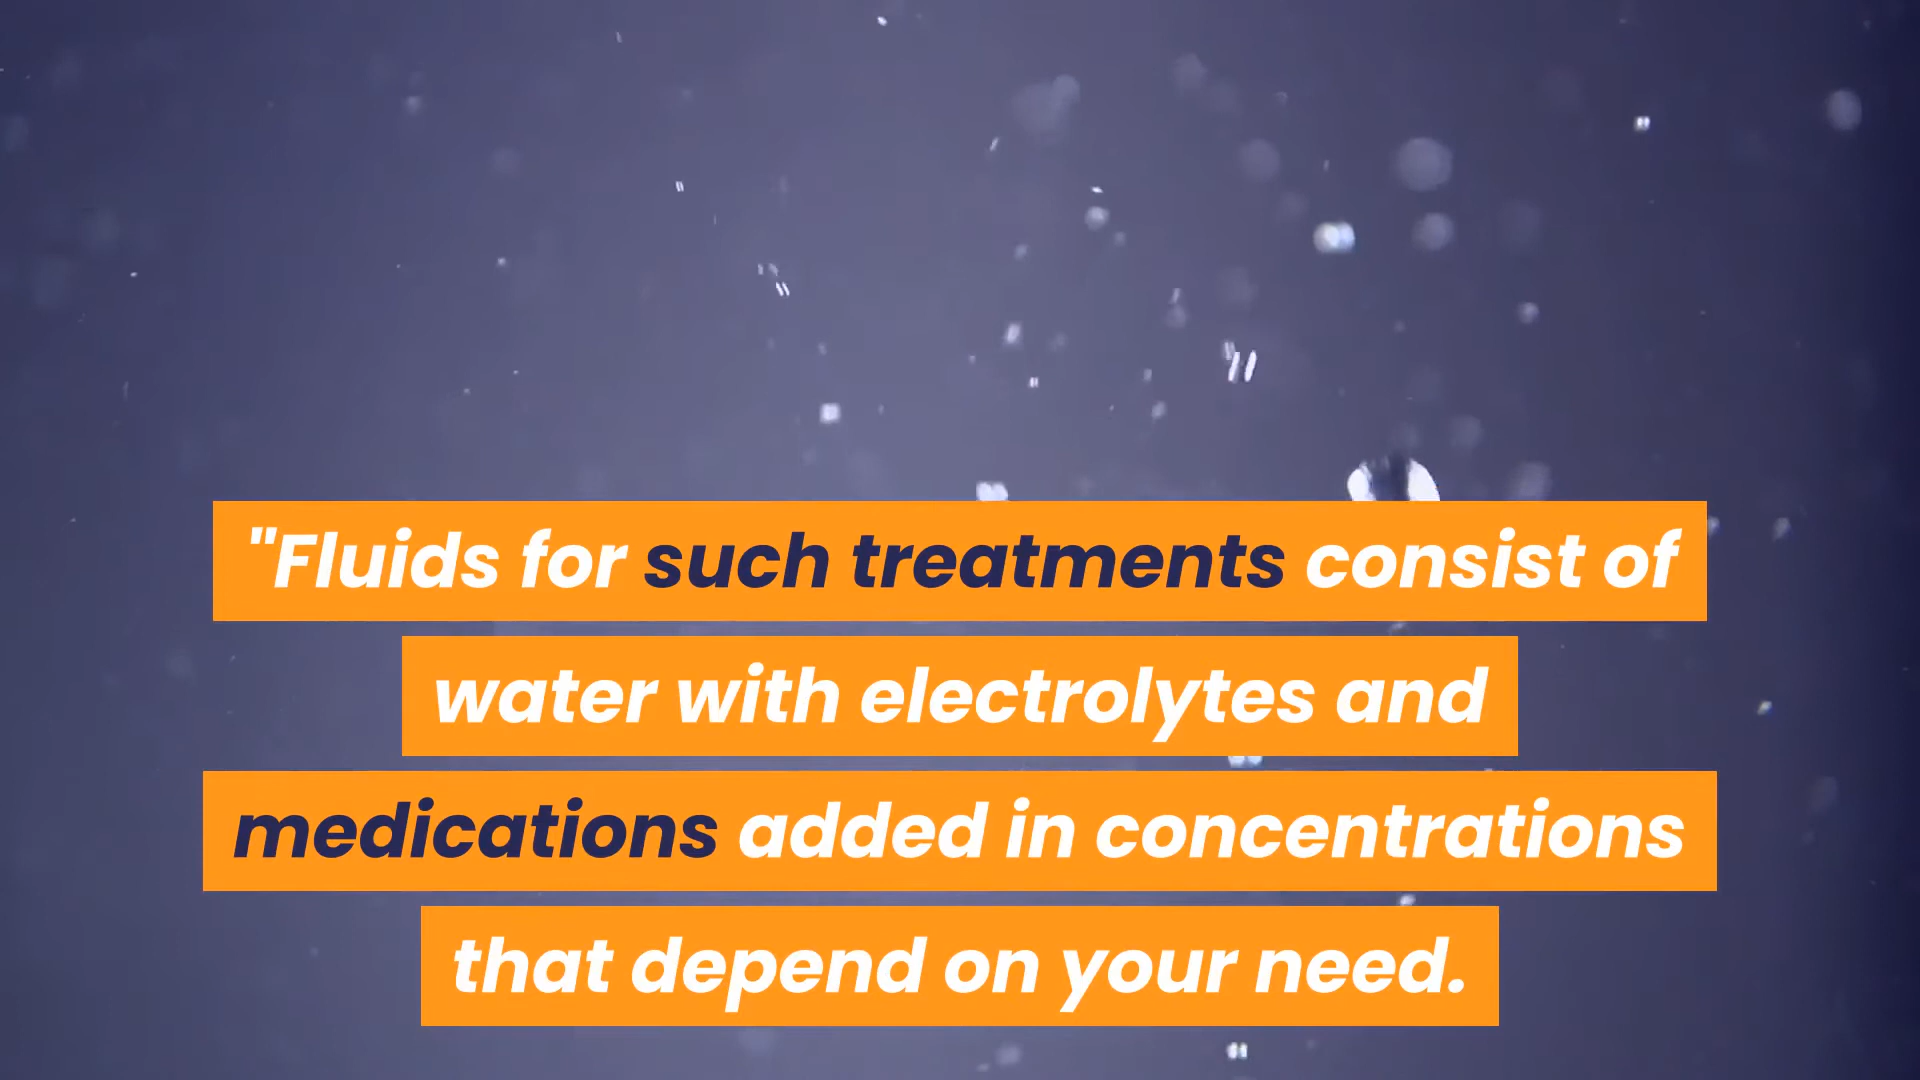 "Fluids for such treatments consist of
water with electrolytes and
medications added in concentrations
that depend on your need.